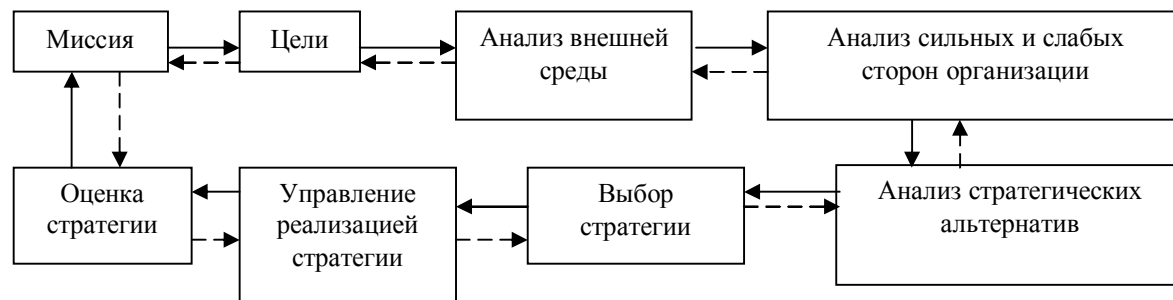 Миссия
Цели
Анализ внешней
среды
Анализ сильных и слабых
сторон организации
Оценка
стратегии
Управление
реализацией
стратегии
Выбор
стратегии
Анализ стратегических
альтернатив